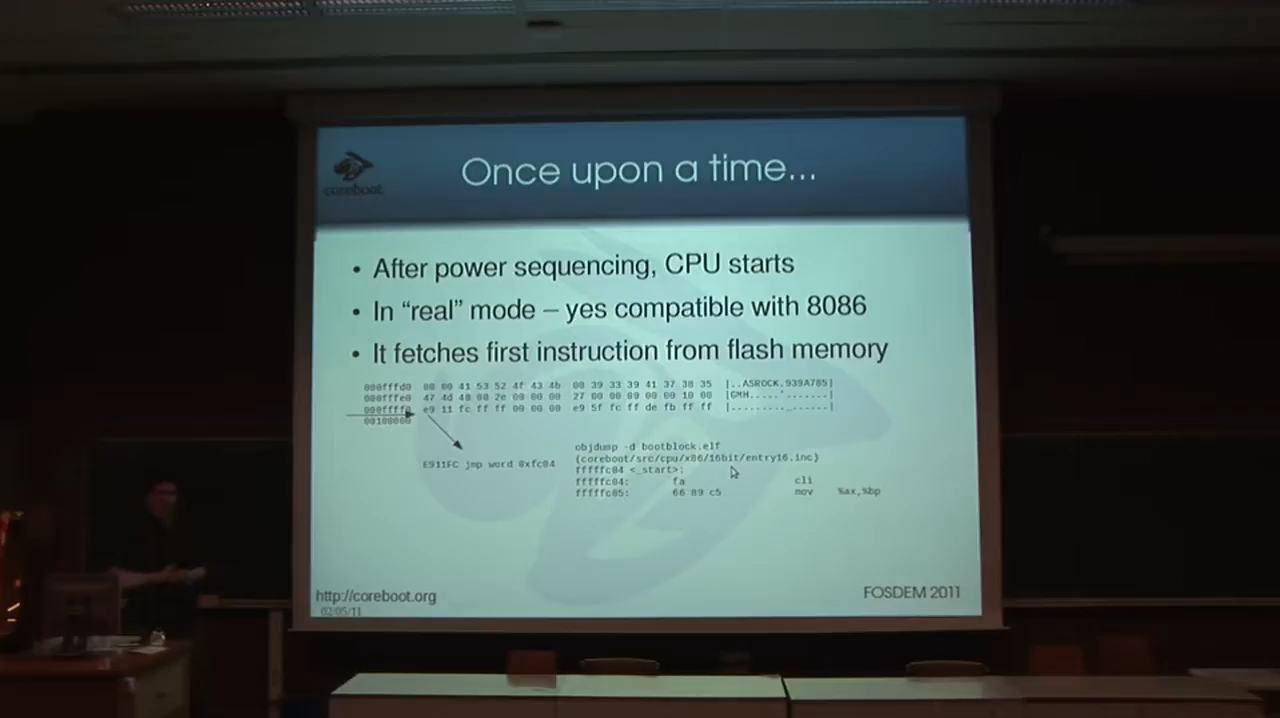 coreboot
Once upon a time...
• After power sequencing, CPU starts
• In “real” mode – yes compatible with 8086
• It fetches first instruction from flash memory
000fffd0 00 00 41 53 52 4f 43 4b 00 39 33 39 41 37 38 35 |..ASROCK.939A785|
000fffe0 47 4d 48 00 2e 00 00 00 27 00 00 00 00 00 10 00 |GMH.....'.......|
000ffff0 e9 11 fc ff ff 00 00 00 e9 5f fc ff de fb ff ff |........._......|
00100000
E911FC jmp word 0xfc04
objdump -d bootblock.elf
(coreboot/src/cpu/x86/16bit/entry16.inc)
fffffc04 <_start>:
fffffc04: fa cli
fffffc05: 66 89 c5 mov %ax,%bp
http://coreboot.org
02/05/11
FOSDEM 2011